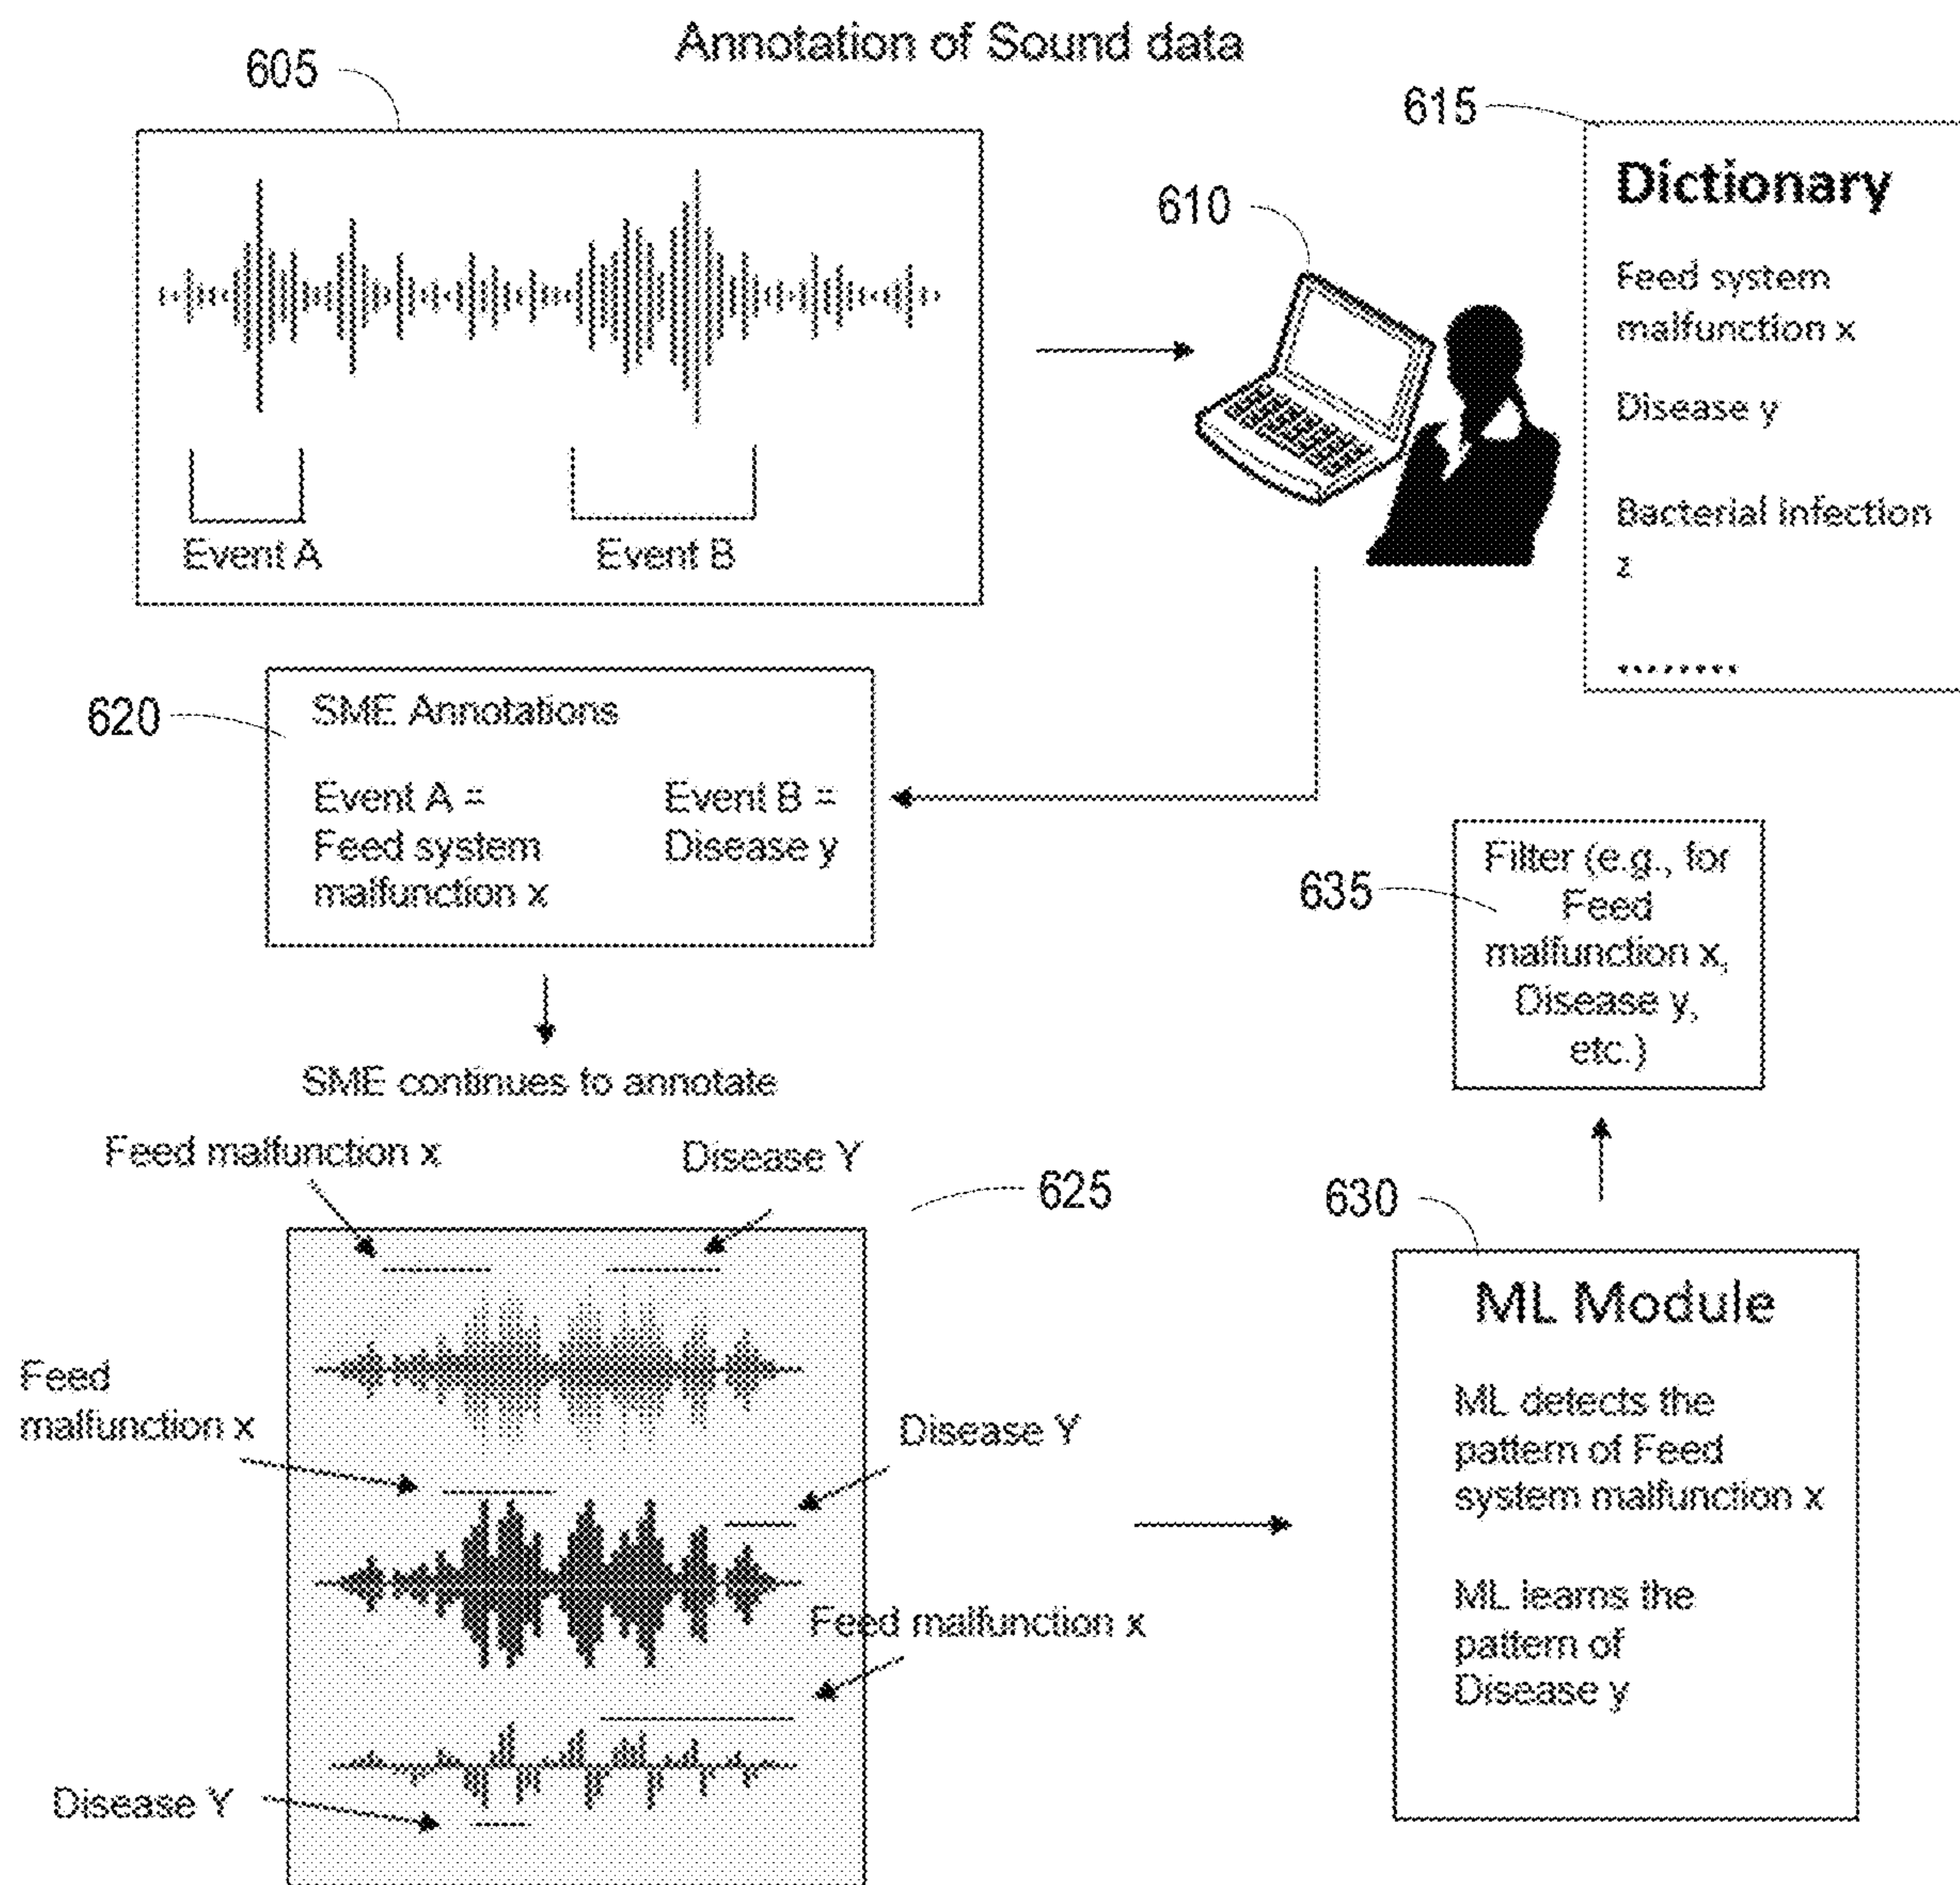 Annotation of Sound data
605
Event A
Event B
610
615
Dictionary
Feed system
malfunction x
Disease y
Bacterial infection
z
........
620
SME Annotations
Event A =
Feed system
malfunction x
Event B =
Disease y
635
Filter (e.g., for
Feed
malfunction x,
Disease y,
etc.)
SME continues to annotate
Feed malfunction x
Disease Y
625
Feed
malfunction x
Disease Y
Feed malfunction x
Disease Y
630
ML Module
ML detects the
pattern of Feed
system malfunction x
ML learns the
pattern of
Disease y